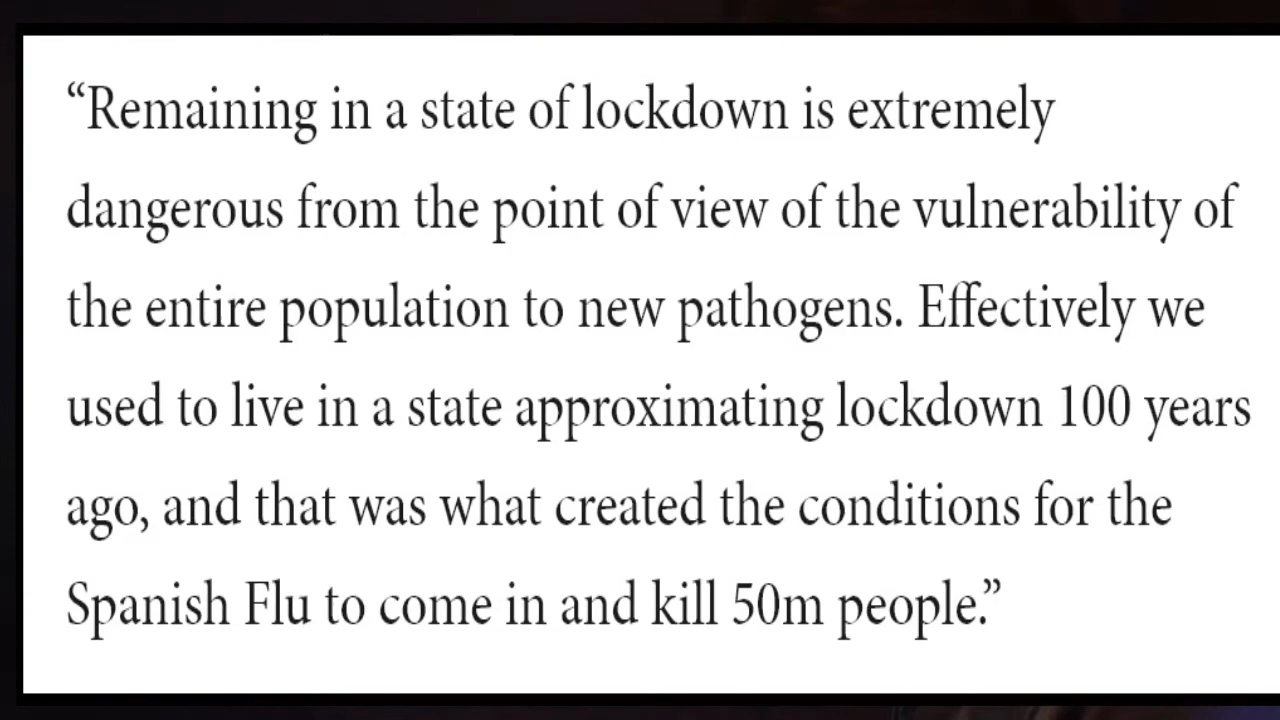 “Remaining in a state of lockdown is extremely
dangerous from the point of view of the vulnerability of
the entire population to new pathogens. Effectively we
used to live in a state approximating lockdown 100 years
ago, and that was what created the conditions for the
Spanish Flu to come in and kill 50m people.”